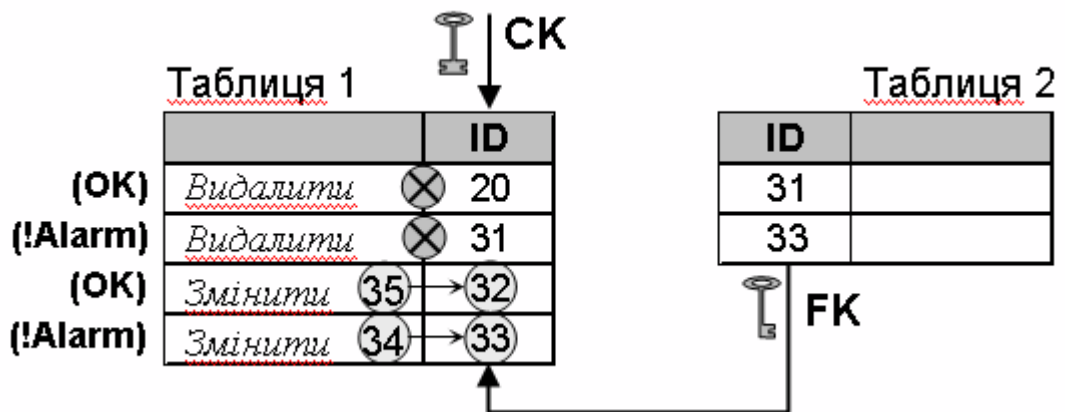 CK
Таблиця 1 Таблиця 2
ID ID
(OK) Видалити 20 31
(!Alarm) Видалити 31 33
(OK) Змінити 35 32
FK
(!Alarm) Змінити 34 33